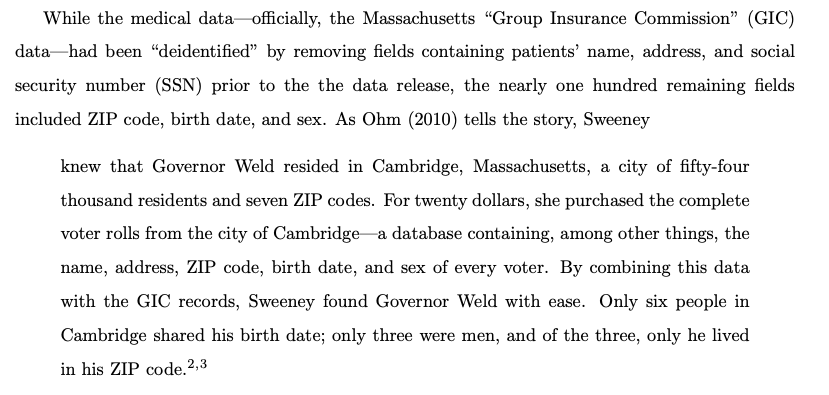 While the medical data—officially, the Massachusetts “Group Insurance Commission” (GIC)
data—had been “deidentified” by removing fields containing patients’ name, address, and social
security number (SSN) prior to the the data release, the nearly one hundred remaining fields
included ZIP code, birth date, and sex. As Ohm (2010) tells the story, Sweeney
knew that Governor Weld resided in Cambridge, Massachusetts, a city of fifty-four
thousand residents and seven ZIP codes. For twenty dollars, she purchased the complete
voter rolls from the city of Cambridge—a database containing, among other things, the
name, address, ZIP code, birth date, and sex of every voter. By combining this data
with the GIC records, Sweeney found Governor Weld with ease. Only six people in
Cambridge shared his birth date; only three were men, and of the three, only he lived
in his ZIP code.2,3